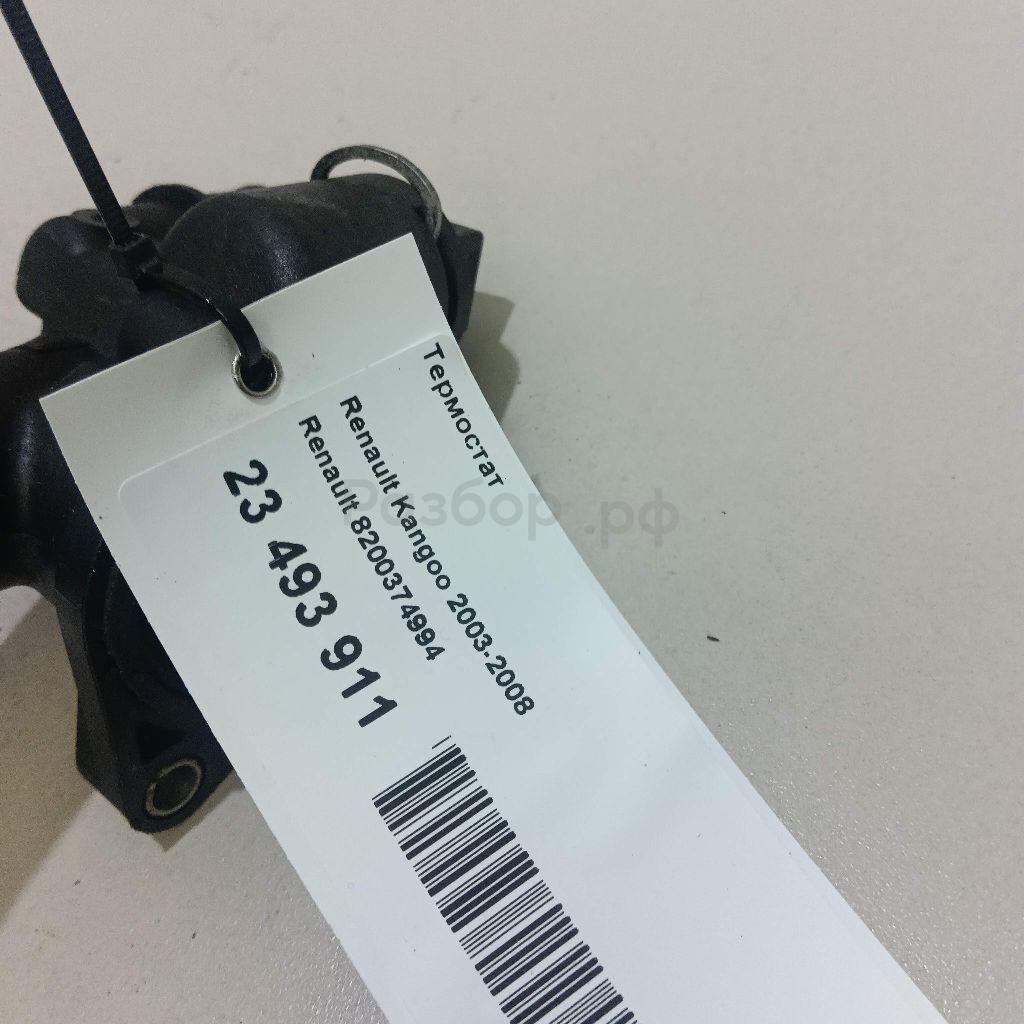 Термостат
Renault Kangoo 2003-2008
Renault 8200374994
23 493 911
Разбор.рф